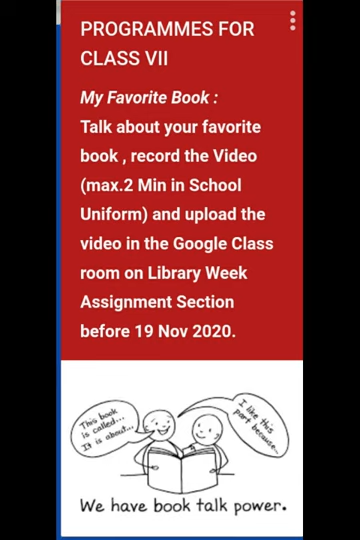 PROGRAMMES FOR
CLASS VII
My Favorite Book :
Talk about your favorite
book , record the Video
(max.2 Min in School
Uniform) and upload the
video in the Google Class
room on Library Week
Assignment Section
before 19 Nov 2020.
This book
is called...
It is about...
I like this
part because...
We have book talk power.